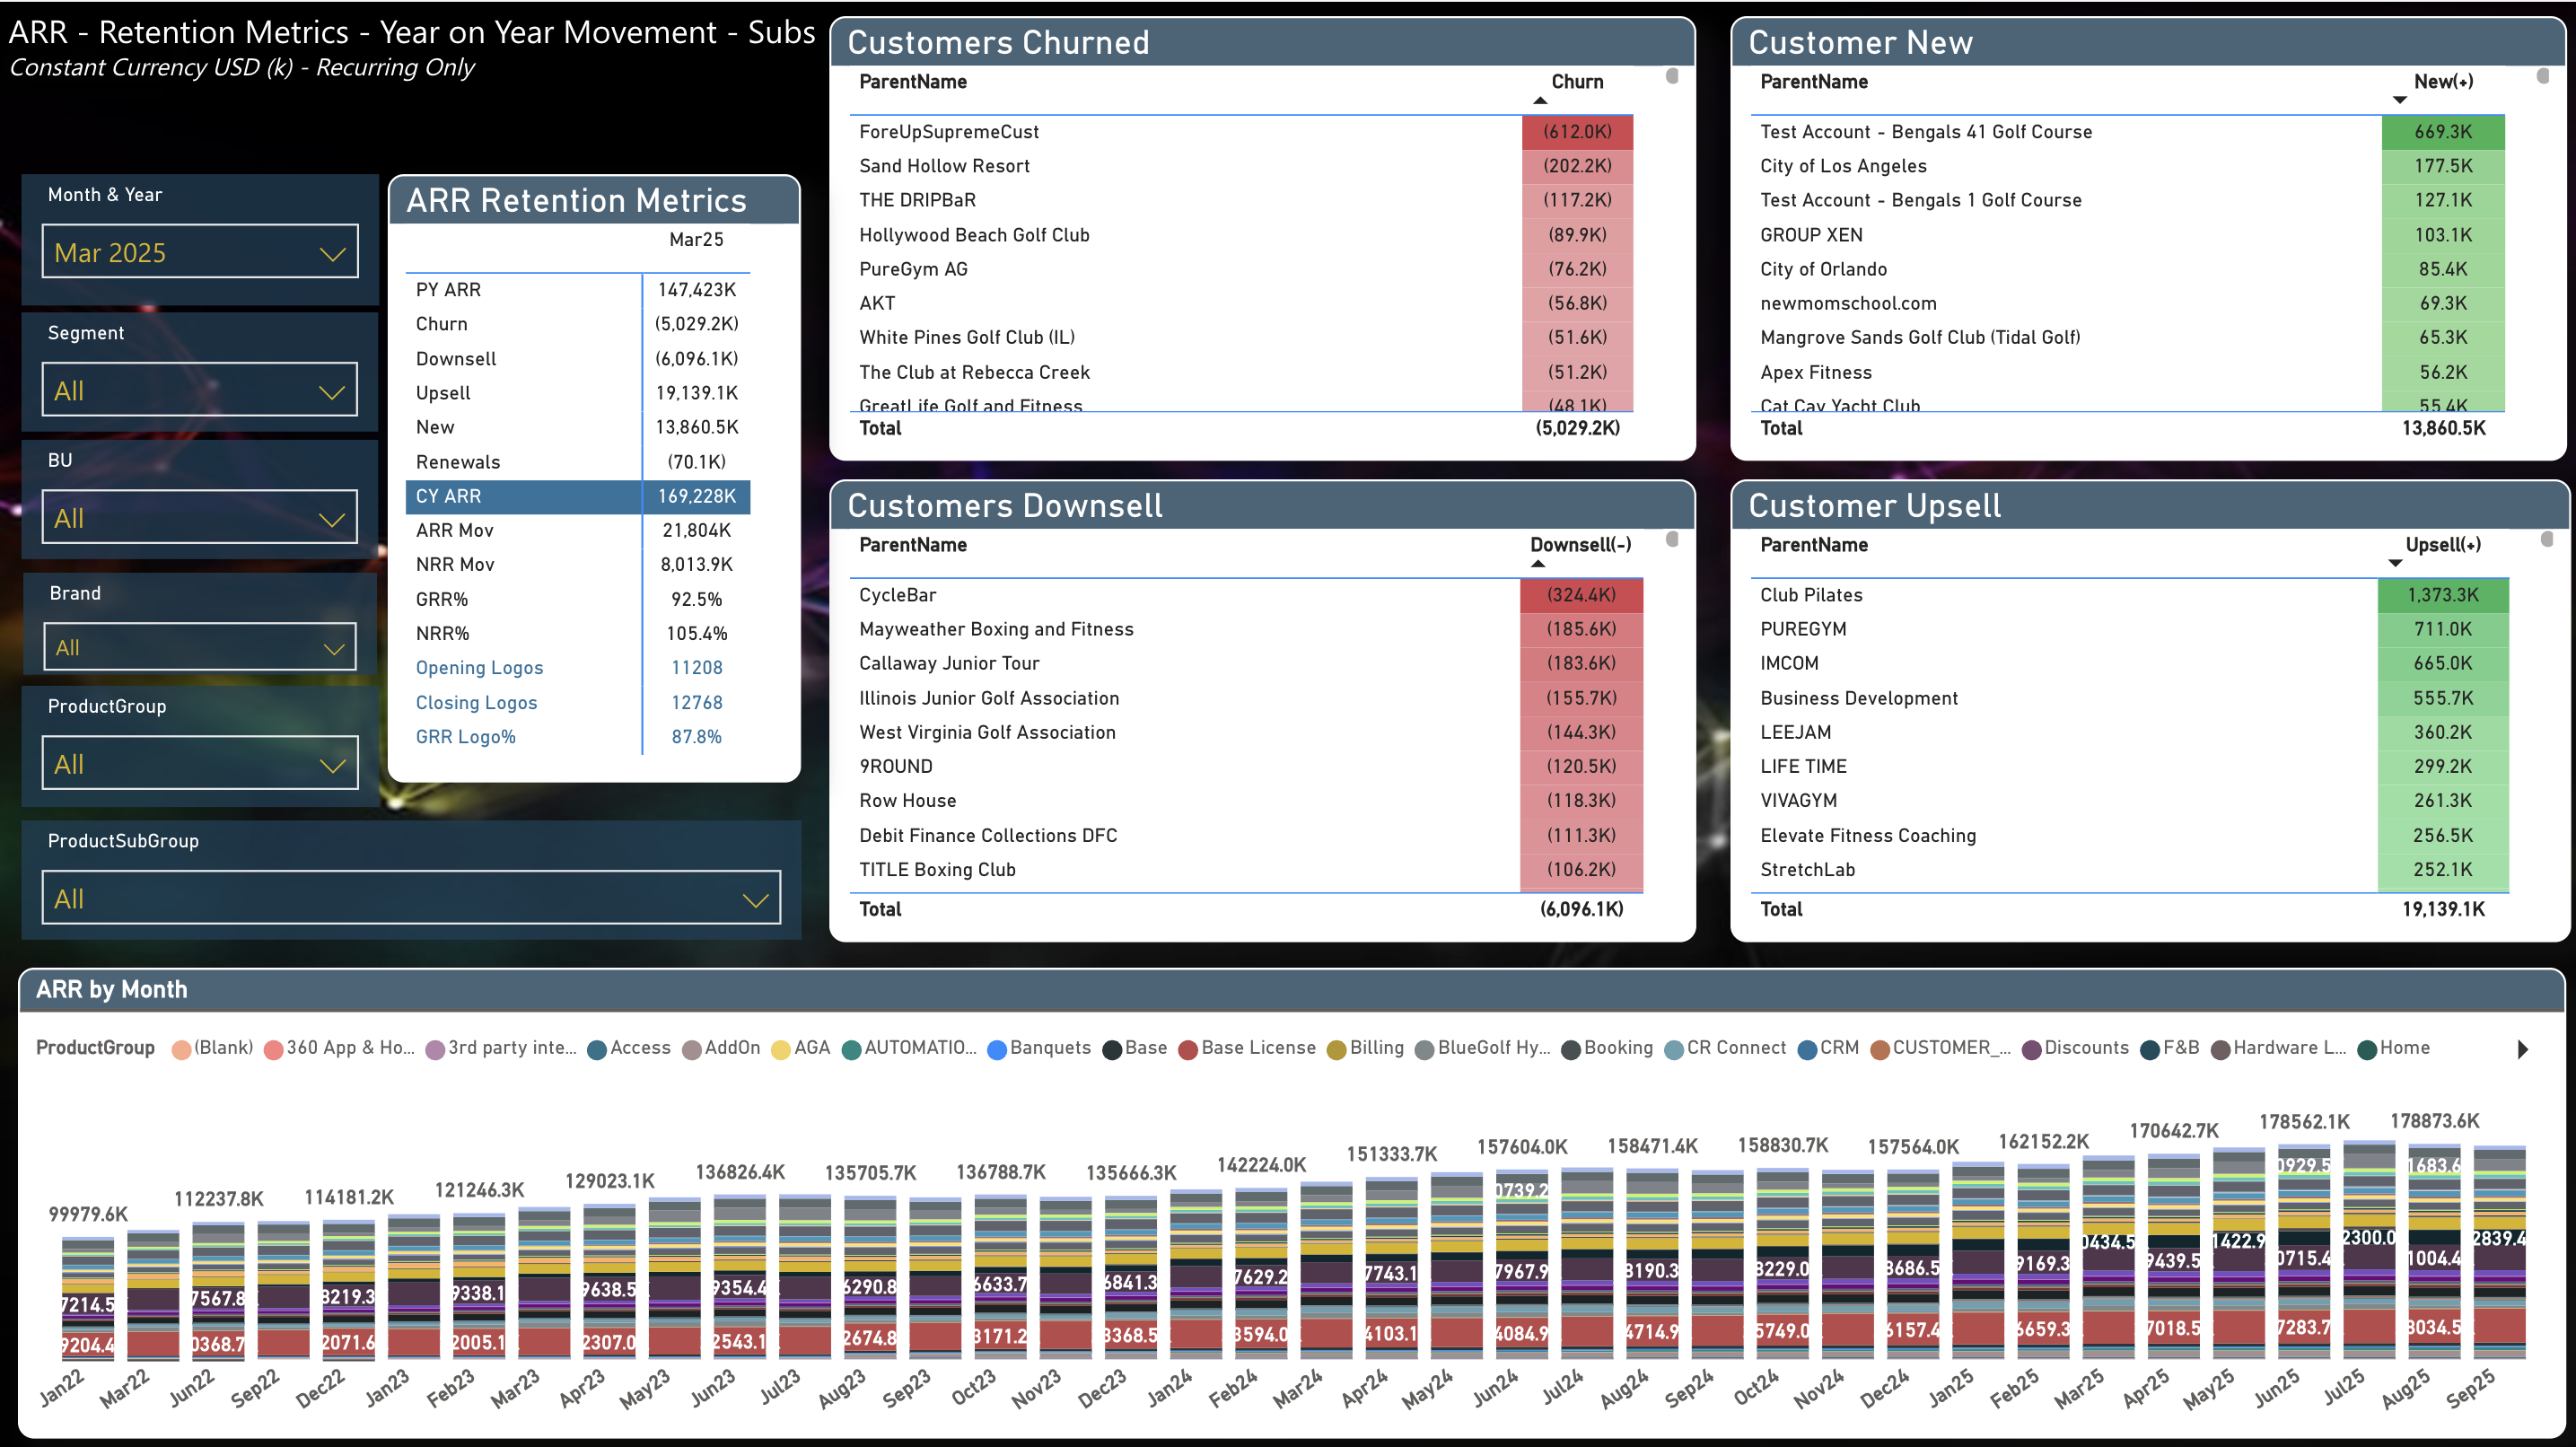 ARR - Retention Metrics - Year on Year Movement - Subs
Constant Currency USD (k) - Recurring Only
Month & Year
Mar 2025
Segment
All
BU
All
Brand
All
ProductGroup
All
ProductSubGroup
All
ARR Retention Metrics
Mar25
PY ARR 147,423K
Churn (5,029.2K)
Downsell (6,096.1K)
Upsell 19,139.1K
New 13,860.5K
Renewals (70.1K)
CY ARR 169,228K
ARR Mov 21,804K
NRR Mov 8,013.9K
GRR% 92.5%
NRR% 105.4%
Opening Logos 11208
Closing Logos 12768
GRR Logo% 87.8%
Customers Churned
ParentName Churn
ForeUpSupremeCust (612.0K)
Sand Hollow Resort (202.2K)
THE DRIPBaR (117.2K)
Hollywood Beach Golf Club (89.9K)
PureGym AG (76.2K)
AKT (56.8K)
White Pines Golf Club (IL) (51.6K)
The Club at Rebecca Creek (51.2K)
GreatLife Golf and Fitness (48.1K)
Total (5,029.2K)
Customer New
ParentName New(+)
Test Account - Bengals 41 Golf Course 669.3K
City of Los Angeles 177.5K
Test Account - Bengals 1 Golf Course 127.1K
GROUP XEN 103.1K
City of Orlando 85.4K
newmomschool.com 69.3K
Mangrove Sands Golf Club (Tidal Golf) 65.3K
Apex Fitness 56.2K
Cat Cay Yacht Club 55.4K
Total 13,860.5K
Customers Downsell
ParentName Downsell(-)
CycleBar (324.4K)
Mayweather Boxing and Fitness (185.6K)
Callaway Junior Tour (183.6K)
Illinois Junior Golf Association (155.7K)
West Virginia Golf Association (144.3K)
9ROUND (120.5K)
Row House (118.3K)
Debit Finance Collections DFC (111.3K)
TITLE Boxing Club (106.2K)
Total (6,096.1K)
Customer Upsell
ParentName Upsell(+)
Club Pilates 1,373.3K
PUREGYM 711.0K
IMCOM 665.0K
Business Development 555.7K
LEEJAM 360.2K
LIFE TIME 299.2K
VIVAGYM 261.3K
Elevate Fitness Coaching 256.5K
StretchLab 252.1K
Total 19,139.1K
ARR by Month
ProductGroup (Blank) 360 App & Ho... 3rd party inte... Access AddOn AGA AUTOMATIO... Banquets Base Base License Billing BlueGolf Hy... Booking CR Connect CRM CUSTOMER_... Discounts F&B Hardware L... Home
99979.6K 112237.8K 114181.2K 121246.3K 129023.1K 136826.4K 135705.7K 136788.7K 135666.3K 142224.0K 151333.7K 157604.0K 158471.4K 158830.7K 157564.0K 162152.2K 170642.7K 178562.1K 178873.6K
0739.2 0929.5 1683.6
7214.5 7567.8 8219.3 9338.1 9638.5 9354.4 6290.8 6633.7 6841.3 7629.2 7743.1 7967.9 8190.3 8229.0 8686.5 9169.3 0434.5 9439.5 1422.9 0715.4 2300.0 1004.4 2839.4
9204.4 0368.7 2071.6 2005.1 2307.0 2543.1 2674.8 3171.2 3368.5 3594.0 4103.1 4084.9 4714.9 5749.0 6157.4 6659.3 7018.5 7283.7 8034.5
Jan22 Mar22 Jun22 Sep22 Dec22 Jan23 Feb23 Mar23 Apr23 May23 Jun23 Jul23 Aug23 Sep23 Oct23 Nov23 Dec23 Jan24 Feb24 Mar24 Apr24 May24 Jun24 Jul24 Aug24 Sep24 Oct24 Nov24 Dec24 Jan25 Feb25 Mar25 Apr25 May25 Jun25 Jul25 Aug25 Sep25